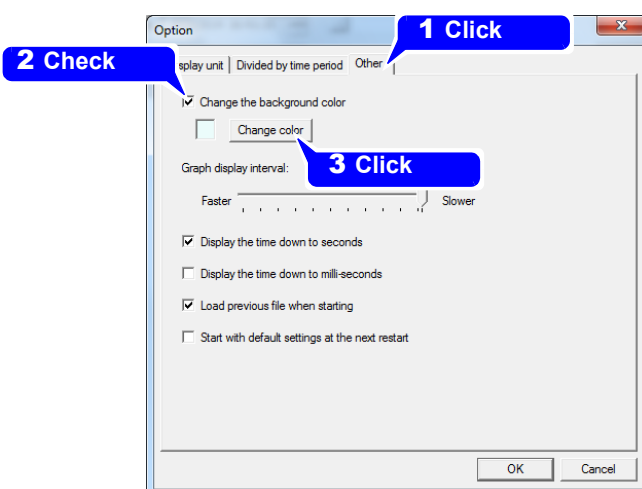 Option
1 Click
2 Check
splay unit Divided by time period Other
Change the background color
Change color
3 Click
Graph display interval:
Faster Slower
Display the time down to seconds
Display the time down to milli-seconds
Load previous file when starting
Start with default settings at the next restart
OK Cancel